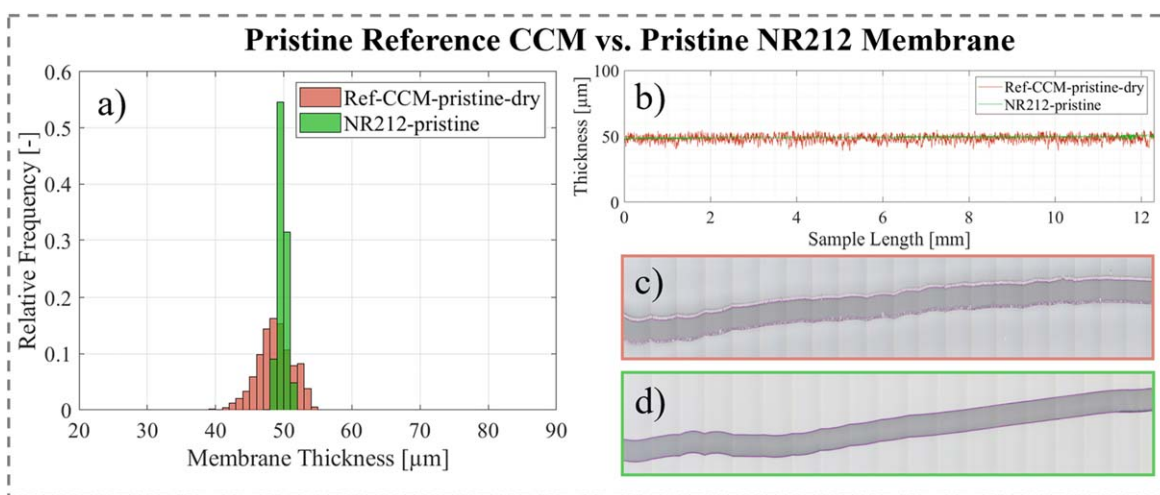 Pristine Reference CCM vs. Pristine NR212 Membrane
a)
Ref-CCM-pristine-dry
NR212-pristine
Relative Frequency [-]
0.6
0.5
0.4
0.3
0.2
0.1
0
20 30 40 50 60 70 80 90
Membrane Thickness [µm]
b)
Ref-CCM-pristine-dry
NR212-pristine
Thickness [µm]
100
50
0
0 2 4 6 8 10 12
Sample Length [mm]
c)
d)